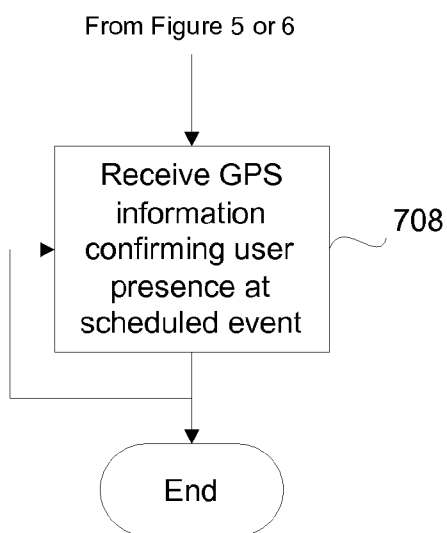 From Figure 5 or 6
Receive GPS
information
confirming user
presence at
scheduled event
708
End